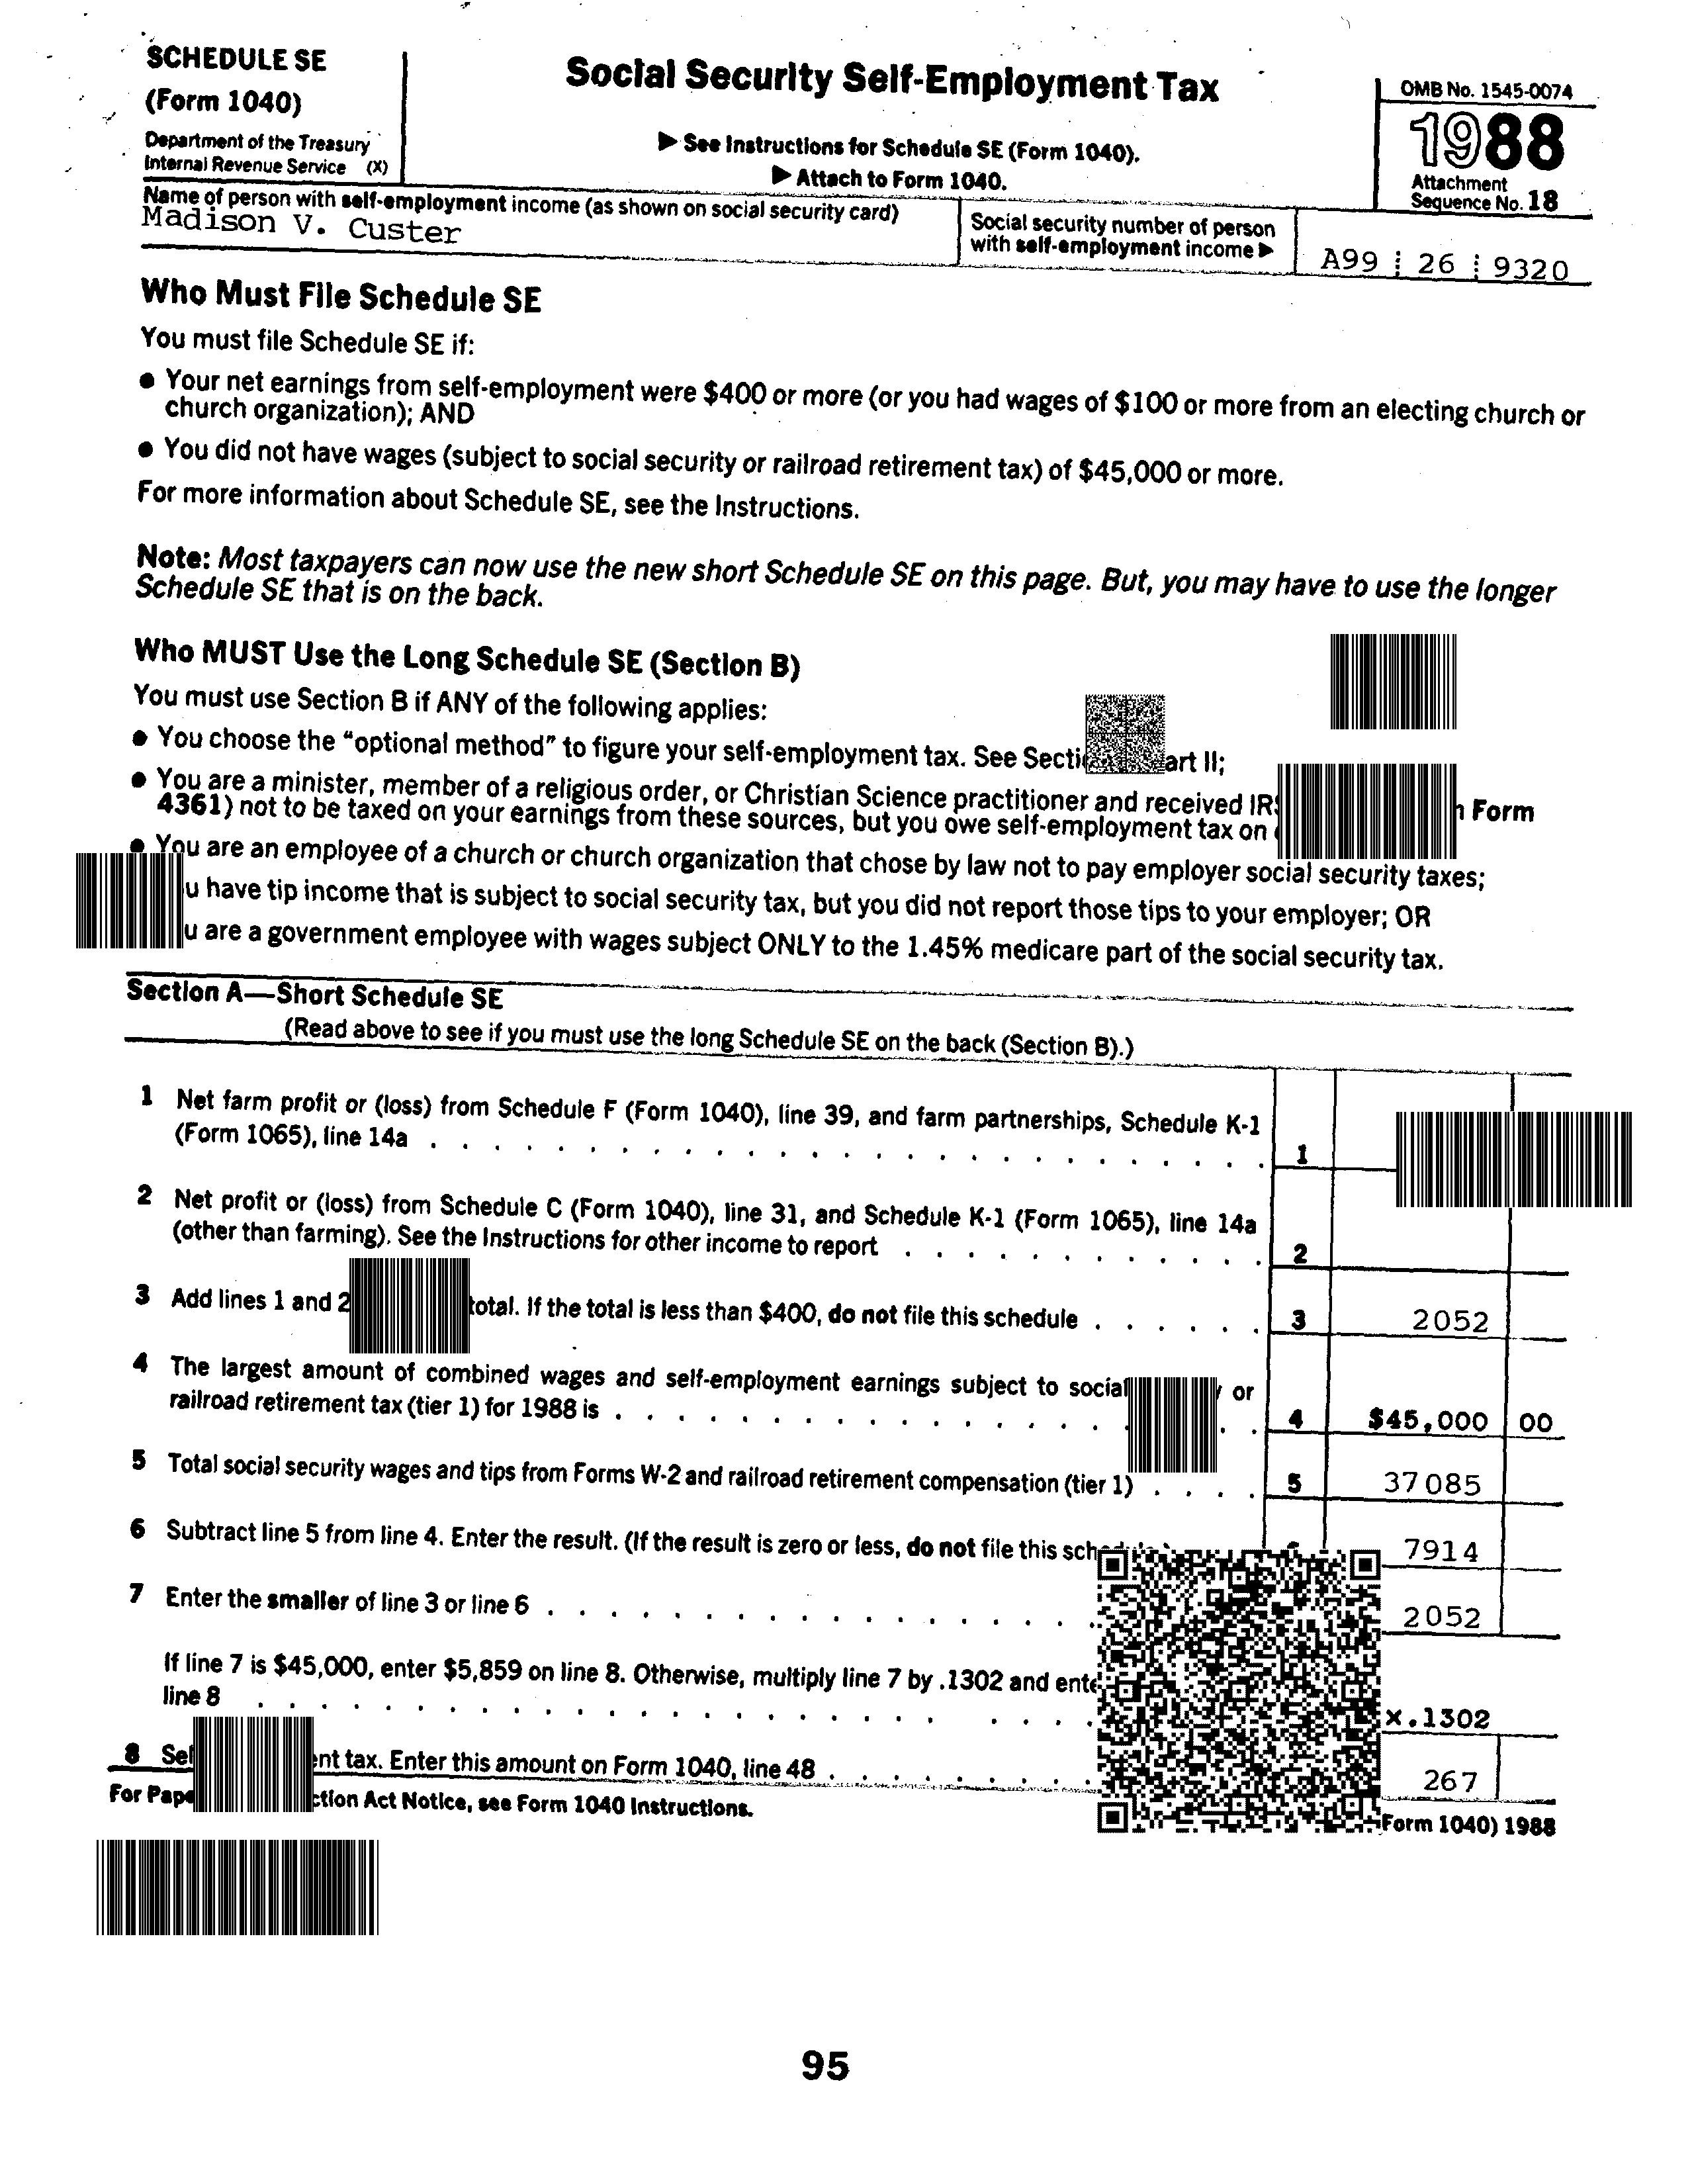 SCHEDULE SE
(Form 1040)
Department of the Treasury
Internal Revenue Service (X)
Social Security Self-Employment Tax
▶ See Instructions for Schedule SE (Form 1040).
▶ Attach to Form 1040.
OMB No. 1545-0074
1988
Attachment
Sequence No. 18
Name of person with self-employment income (as shown on social security card)
Madison V. Custer
Social security number of person
with self-employment income ▶
A99 26 9320
Who Must File Schedule SE
You must file Schedule SE if:
● Your net earnings from self-employment were $400 or more (or you had wages of $100 or more from an electing church or
church organization); AND
● You did not have wages (subject to social security or railroad retirement tax) of $45,000 or more.
For more information about Schedule SE, see the Instructions.
Note: Most taxpayers can now use the new short Schedule SE on this page. But, you may have to use the longer
Schedule SE that is on the back.
Who MUST Use the Long Schedule SE (Section B)
You must use Section B if ANY of the following applies:
● You choose the "optional method" to figure your self-employment tax. See art II;
● You are a minister, member of a religious order, or Christian Science practitioner and received Form
4361) not to be taxed on your earnings from these sources, but you owe self-employment tax on
● You are an employee of a church or church organization that chose by law not to pay employer social security taxes;
u have tip income that is subject to social security tax, but you did not report those tips to your employer; OR
u are a government employee with wages subject ONLY to the 1.45% medicare part of the social security tax.
Section A—Short Schedule SE
(Read above to see if you must use the long Schedule SE on the back (Section B).)
1 Net farm profit or (loss) from Schedule F (Form 1040), line 39, and farm partnerships, Schedule K-1
(Form 1065), line 14a . . . . . . . . . . 1
2 Net profit or (loss) from Schedule C (Form 1040), line 31, and Schedule K-1 (Form 1065), line 14a
(other than farming). See the Instructions for other income to report . . . . . . . . . . 2
3 Add lines 1 and 2 total. If the total is less than $400, do not file this schedule . . . . . . 3 2052
4 The largest amount of combined wages and self-employment earnings subject to social or
railroad retirement tax (tier 1) for 1988 is . . . . . . . . . . 4 $45,000 00
5 Total social security wages and tips from Forms W-2 and railroad retirement compensation (tier 1) . . . . 5 37085
6 Subtract line 5 from line 4. Enter the result. (If the result is zero or less, do not file this 7914
7 Enter the smaller of line 3 or line 6 . . . . . . . . . . 2052
If line 7 is $45,000, enter $5,859 on line 8. Otherwise, multiply line 7 by .1302 and
line 8 . . . . . . . . . . x.1302
8 nt tax. Enter this amount on Form 1040, line 48 . . . . . . . . . 267
For ction Act Notice, see Form 1040 Instructions.
Form 1040) 1988
95